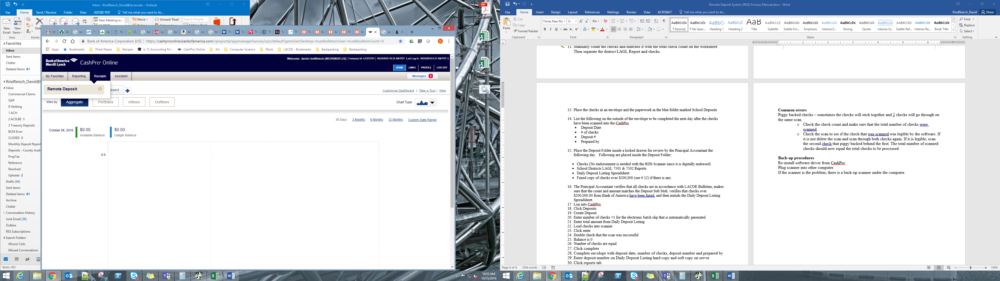 Inbox - Rindfleisch_David@lacoe.edu - Outlook
File Home Send / Receive Folder View ADOBE PDF Tell me what you want to do...
New Email
New Items
Dele
New Meeting w...
Move
Unread/ Read
Search People
New Delete
Bank of America Corporation [US] | https://cashproonline.bankofamerica.com/cpwportal/appmanagerService/cpo/default?gotoUserDesktop=true&isReturnUser=true&bulletinCount=0
Apps Bookmarks Think Pieces Recipes k-12 Accounting Ma CashPro Online Art Computer Science Work LACOE - Bookmarks Backpacking Backpacking
Favorites
Inbox
Sent Items
Clutter
Deleted Items 81
Rindfleisch_David@l
Inbox
Commercial Claims
QAP
0 Holding
1 ACH
2 ACSLBE 1
3 Treasury Deposits
BCM Error
CLOSED 5
Monthly Deposit Report
Deposits - County Audi
PropTax
Reference
Resolved
Uploads 2
Drafts [64]
Sent Items
Deleted Items 81
Archive
Clutter
Conversation History
Junk Email [38]
Outbox
RSS Subscriptions
Search Folders
Missed Calls
Missed Conversations
Items: 402
Bank of America Merrill Lynch CashPro® Online
Welcome david rindfleisch (NEDRINDFLEI) | Company Id: LOS72701 | 10/25/2018 10:55 AM PDT Last Log In: 10/25/2018 8:57 AM PDT
HOME LINKS PROFILE LOG OUT
My Favorites Reporting Receipts Assistant Messages 2
Remote Deposit
board
Customize Dashboard | Take a Tour | Help
View by: Aggregate Portfolios Inflows Outflows Chart Type:
30 Days 3 Months 6 Months 12 Months Custom Date Range
October 06, 2018 $0.00 $0.00
Available Balance Ledger Balance
0.0
10:55 AM
10/25/2018
Remote Deposit System (RDS) Process Manual.docx - Word
File Home Insert Design Layout References Mailings Review View ACROBAT Tell me what you want to do... Rindfleisch_David Share
Paste
Cut
Copy
Format Painter
Times New Ro 12
¶ Normal ¶ No Spac... Heading 1 Heading 2 Title Subtitle Subtle Em... Emphasis Intense E... Strong Quote Intense Q... Subtle Ref... Intense Re... Book Title
Find
Replace
Select
Clipboard Font Paragraph Styles Editing
11. Manually count the checks and matches it with the total check count on the worksheet.
Then separate the district LAGL Report and checks.
13. Place the checks in an envelope and the paperwork in the blue folder marked School Deposits
14. List the following on the outside of the envelope to be completed the next day after the checks
have been scanned into the CashPro
• Deposit Date
• # of checks
• Deposit #
• Prepared by
15. Place the Deposit Folder inside a locked drawer for review by the Principal Accountant the
following day. Following are placed inside the Deposit Folder:
• Checks (No endorsement is needed with the RDS Scanner since it is digitally endorsed)
• School Districts LAGL 7501 & 7502 Reports
• Daily Deposit Listing Spreadsheet
• Faxed copy of checks over $200,000 (see # 12) if there is any.
16. The Principal Accountant verifies that all checks are in accordance with LACOE Bulletins, makes
sure that the count and amount matches the Deposit Sub Stub, verifies that checks over
$200,000.00 from Bank of America have been faxed, and then initials the Daily Deposit Listing
Spreadsheet.
17. Log into CashPro
18. Click Deposits
19. Create Deposit
20. Enter number of checks +1 for the electronic batch slip that is automatically generated
21. Enter total amount from Daily Deposit Listing
22. Load checks into scanner
23. Click enter
24. Double check that the scan was successful
25. Balance is 0
26. Number of checks are equal
27. Click complete
28. Complete envelope with deposit date, number of checks, deposit number and prepared by
29. Enter deposit number on Daily Deposit Listing hard copy and soft copy on server
30. Click reports tab
Common errors
Piggy backed checks – sometimes the checks will stick together and 2 checks will go through on
the same scan.
o Check the check count and make sure that the total number of checks were
scanned.
o Check the scan to see if the check that was scanned was legible by the software. If
it is not delete the scan and scan through both checks again. If it is legible, scan
the second check that piggy backed behind the first. The total number of scanned
checks should now equal the total checks to be processed.
Back-up procedures
Re-install software driver from CashPro
Plug scanner into other computer
If the scanner is the problem, there is a back-up scanner under the computer.
Page 6 of 6 1056 words 100%